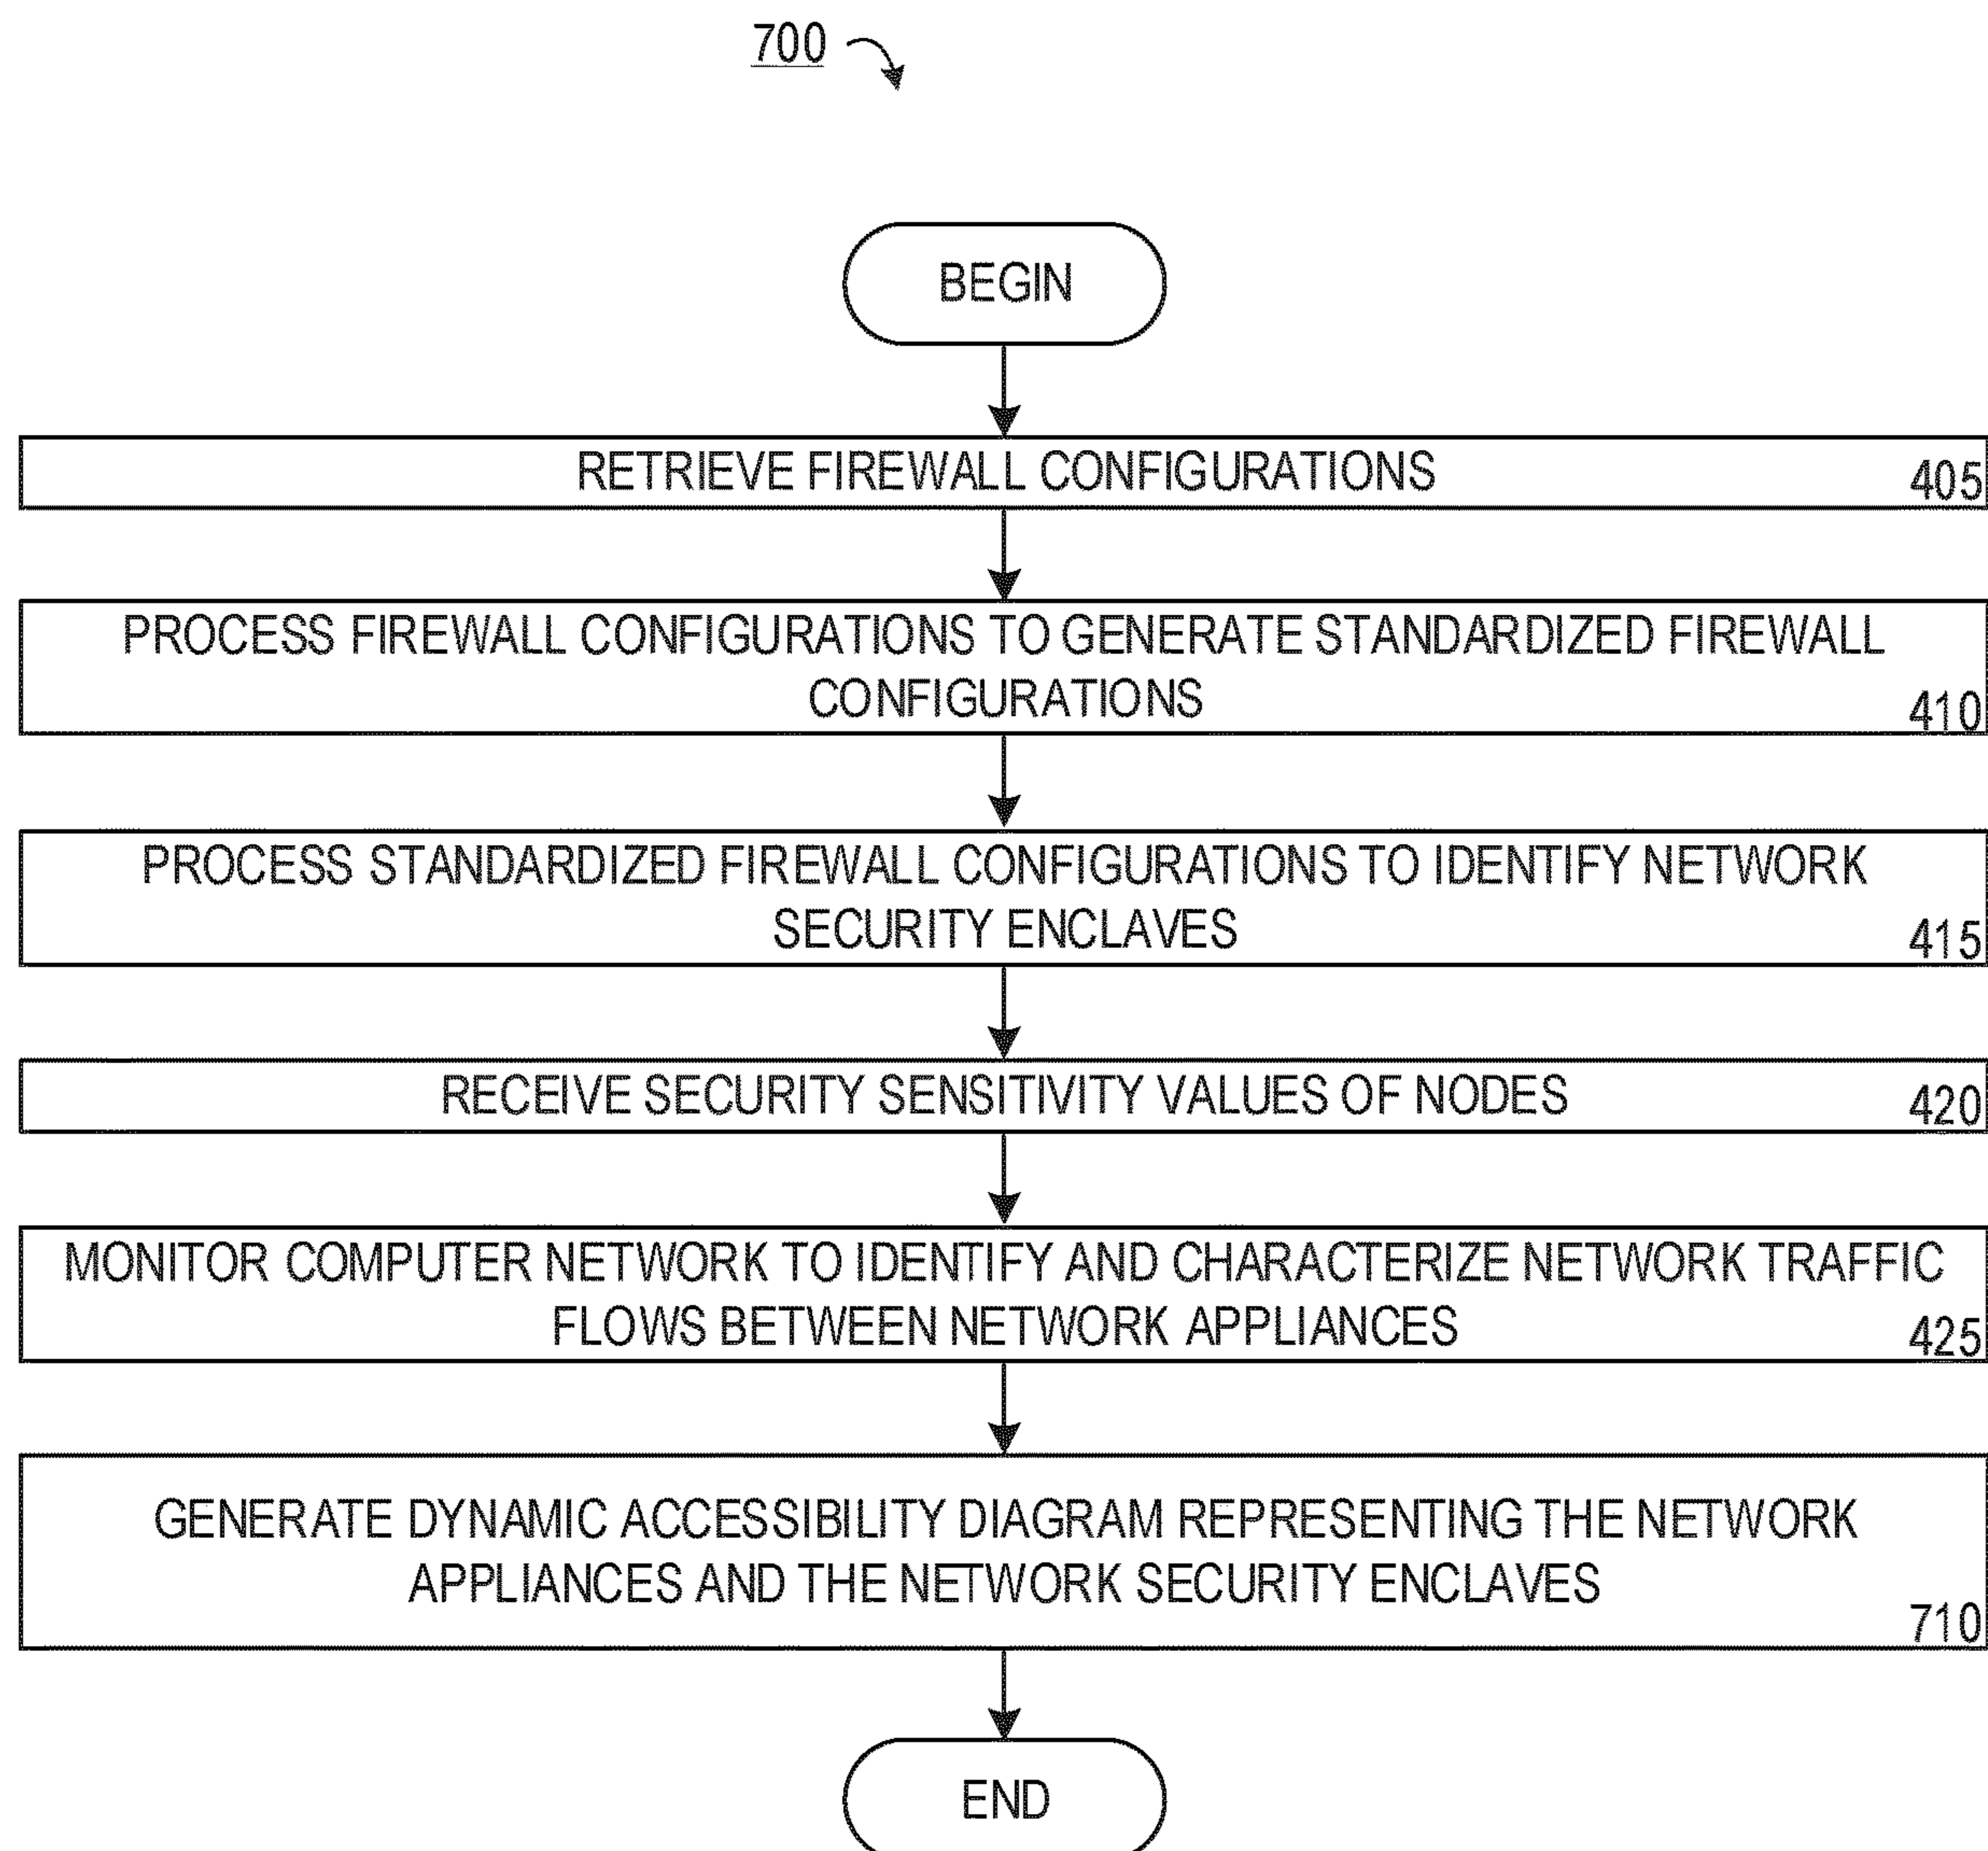 700
BEGIN
RETRIEVE FIREWALL CONFIGURATIONS
405
PROCESS FIREWALL CONFIGURATIONS TO GENERATE STANDARDIZED FIREWALL
CONFIGURATIONS
410
PROCESS STANDARDIZED FIREWALL CONFIGURATIONS TO IDENTIFY NETWORK
SECURITY ENCLAVES
415
RECEIVE SECURITY SENSITIVITY VALUES OF NODES
420
MONITOR COMPUTER NETWORK TO IDENTIFY AND CHARACTERIZE NETWORK TRAFFIC
FLOWS BETWEEN NETWORK APPLIANCES
425
GENERATE DYNAMIC ACCESSIBILITY DIAGRAM REPRESENTING THE NETWORK
APPLIANCES AND THE NETWORK SECURITY ENCLAVES
710
END